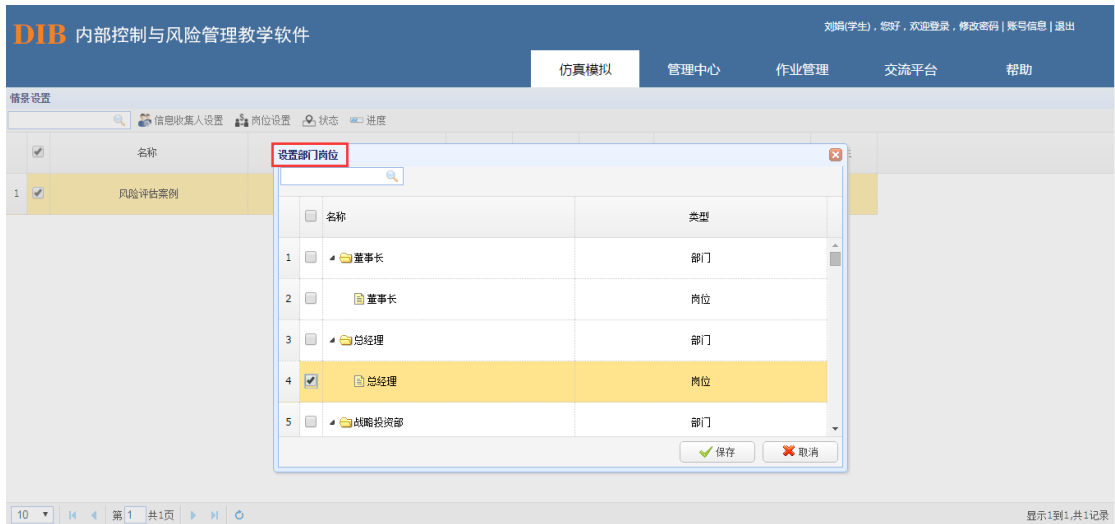 DIB 内部控制与风险管理教学软件
刘娟(学生)，您好，欢迎登录，修改密码 | 账号信息 | 退出
仿真模拟 管理中心 作业管理 交流平台 帮助
情景设置
信息收集人设置 岗位设置 状态 进度
名称
1 风险评估案例
设置部门岗位
名称 类型
1 董事长 部门
2 董事长 岗位
3 总经理 部门
4 总经理 岗位
5 战略投资部 部门
保存 取消
10 第 1 共1页 显示1到1,共1记录